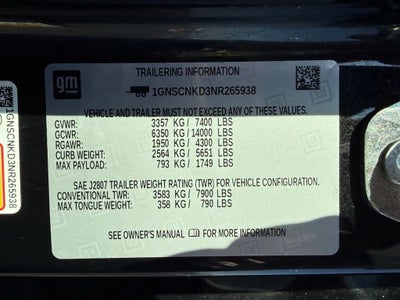 gm
TRAILERING INFORMATION
1GNSCNKD3NR265938
VEHICLE AND TRAILER MUST NOT EXCEED ANY OF THESE VALUES.
GVWR: 3357 KG / 7400 LBS
GCWR: 6350 KG / 14000 LBS
RGAWR: 1950 KG / 4300 LBS
CURB WEIGHT: 2564 KG / 5651 LBS
MAX PAYLOAD: 793 KG / 1749 LBS
SAE J2807 TRAILER WEIGHT RATING (TWR) FOR VEHICLE CONFIGURATION.
CONVENTIONAL TWR: 3583 KG / 7900 LBS
MAX TONGUE WEIGHT: 358 KG / 790 LBS
SEE OWNER'S MANUAL FOR MORE INFORMATION
1GNSCNKD3NR265938